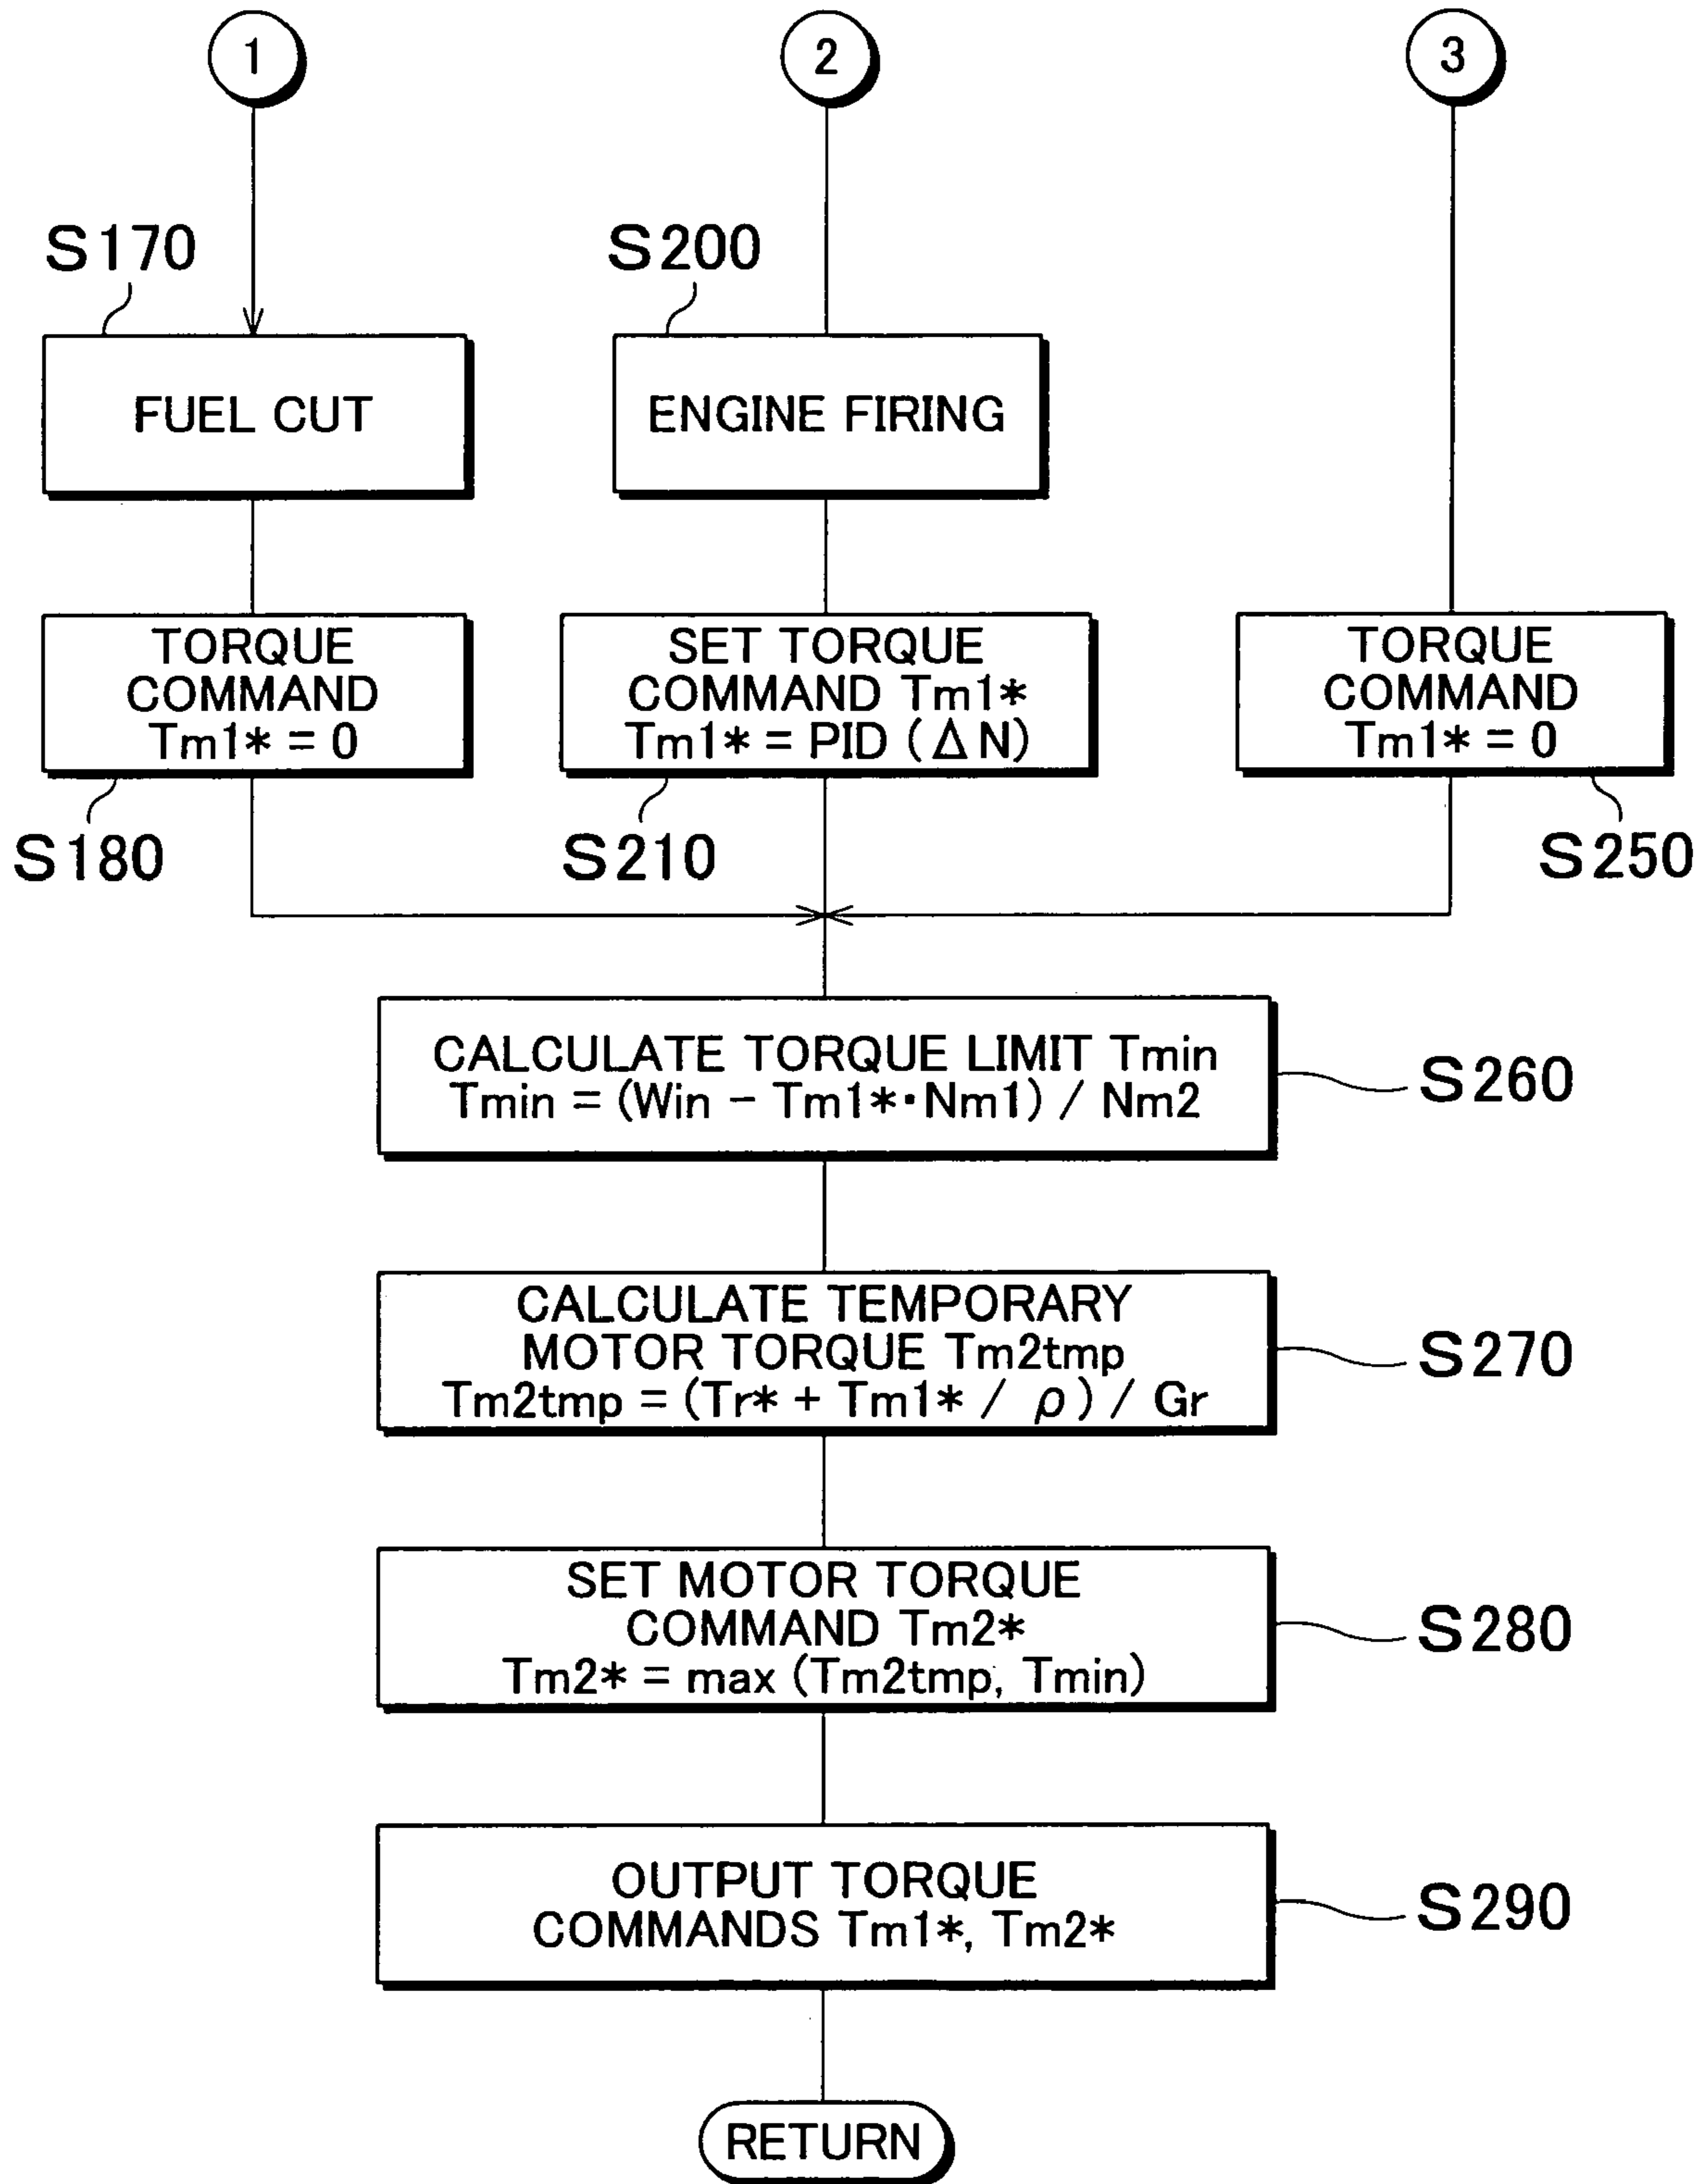 1
2
3
S170
S200
FUEL CUT
ENGINE FIRING
TORQUE
COMMAND
Tm1* = 0
SET TORQUE
COMMAND Tm1*
Tm1* = PID (ΔN)
TORQUE
COMMAND
Tm1* = 0
S180
S210
S250
CALCULATE TORQUE LIMIT Tmin
Tmin = (Win - Tm1*·Nm1) / Nm2
S260
CALCULATE TEMPORARY
MOTOR TORQUE Tm2tmp
Tm2tmp = (Tr* + Tm1* / ρ) / Gr
S270
SET MOTOR TORQUE
COMMAND Tm2*
Tm2* = max (Tm2tmp, Tmin)
S280
OUTPUT TORQUE
COMMANDS Tm1*, Tm2*
S290
RETURN